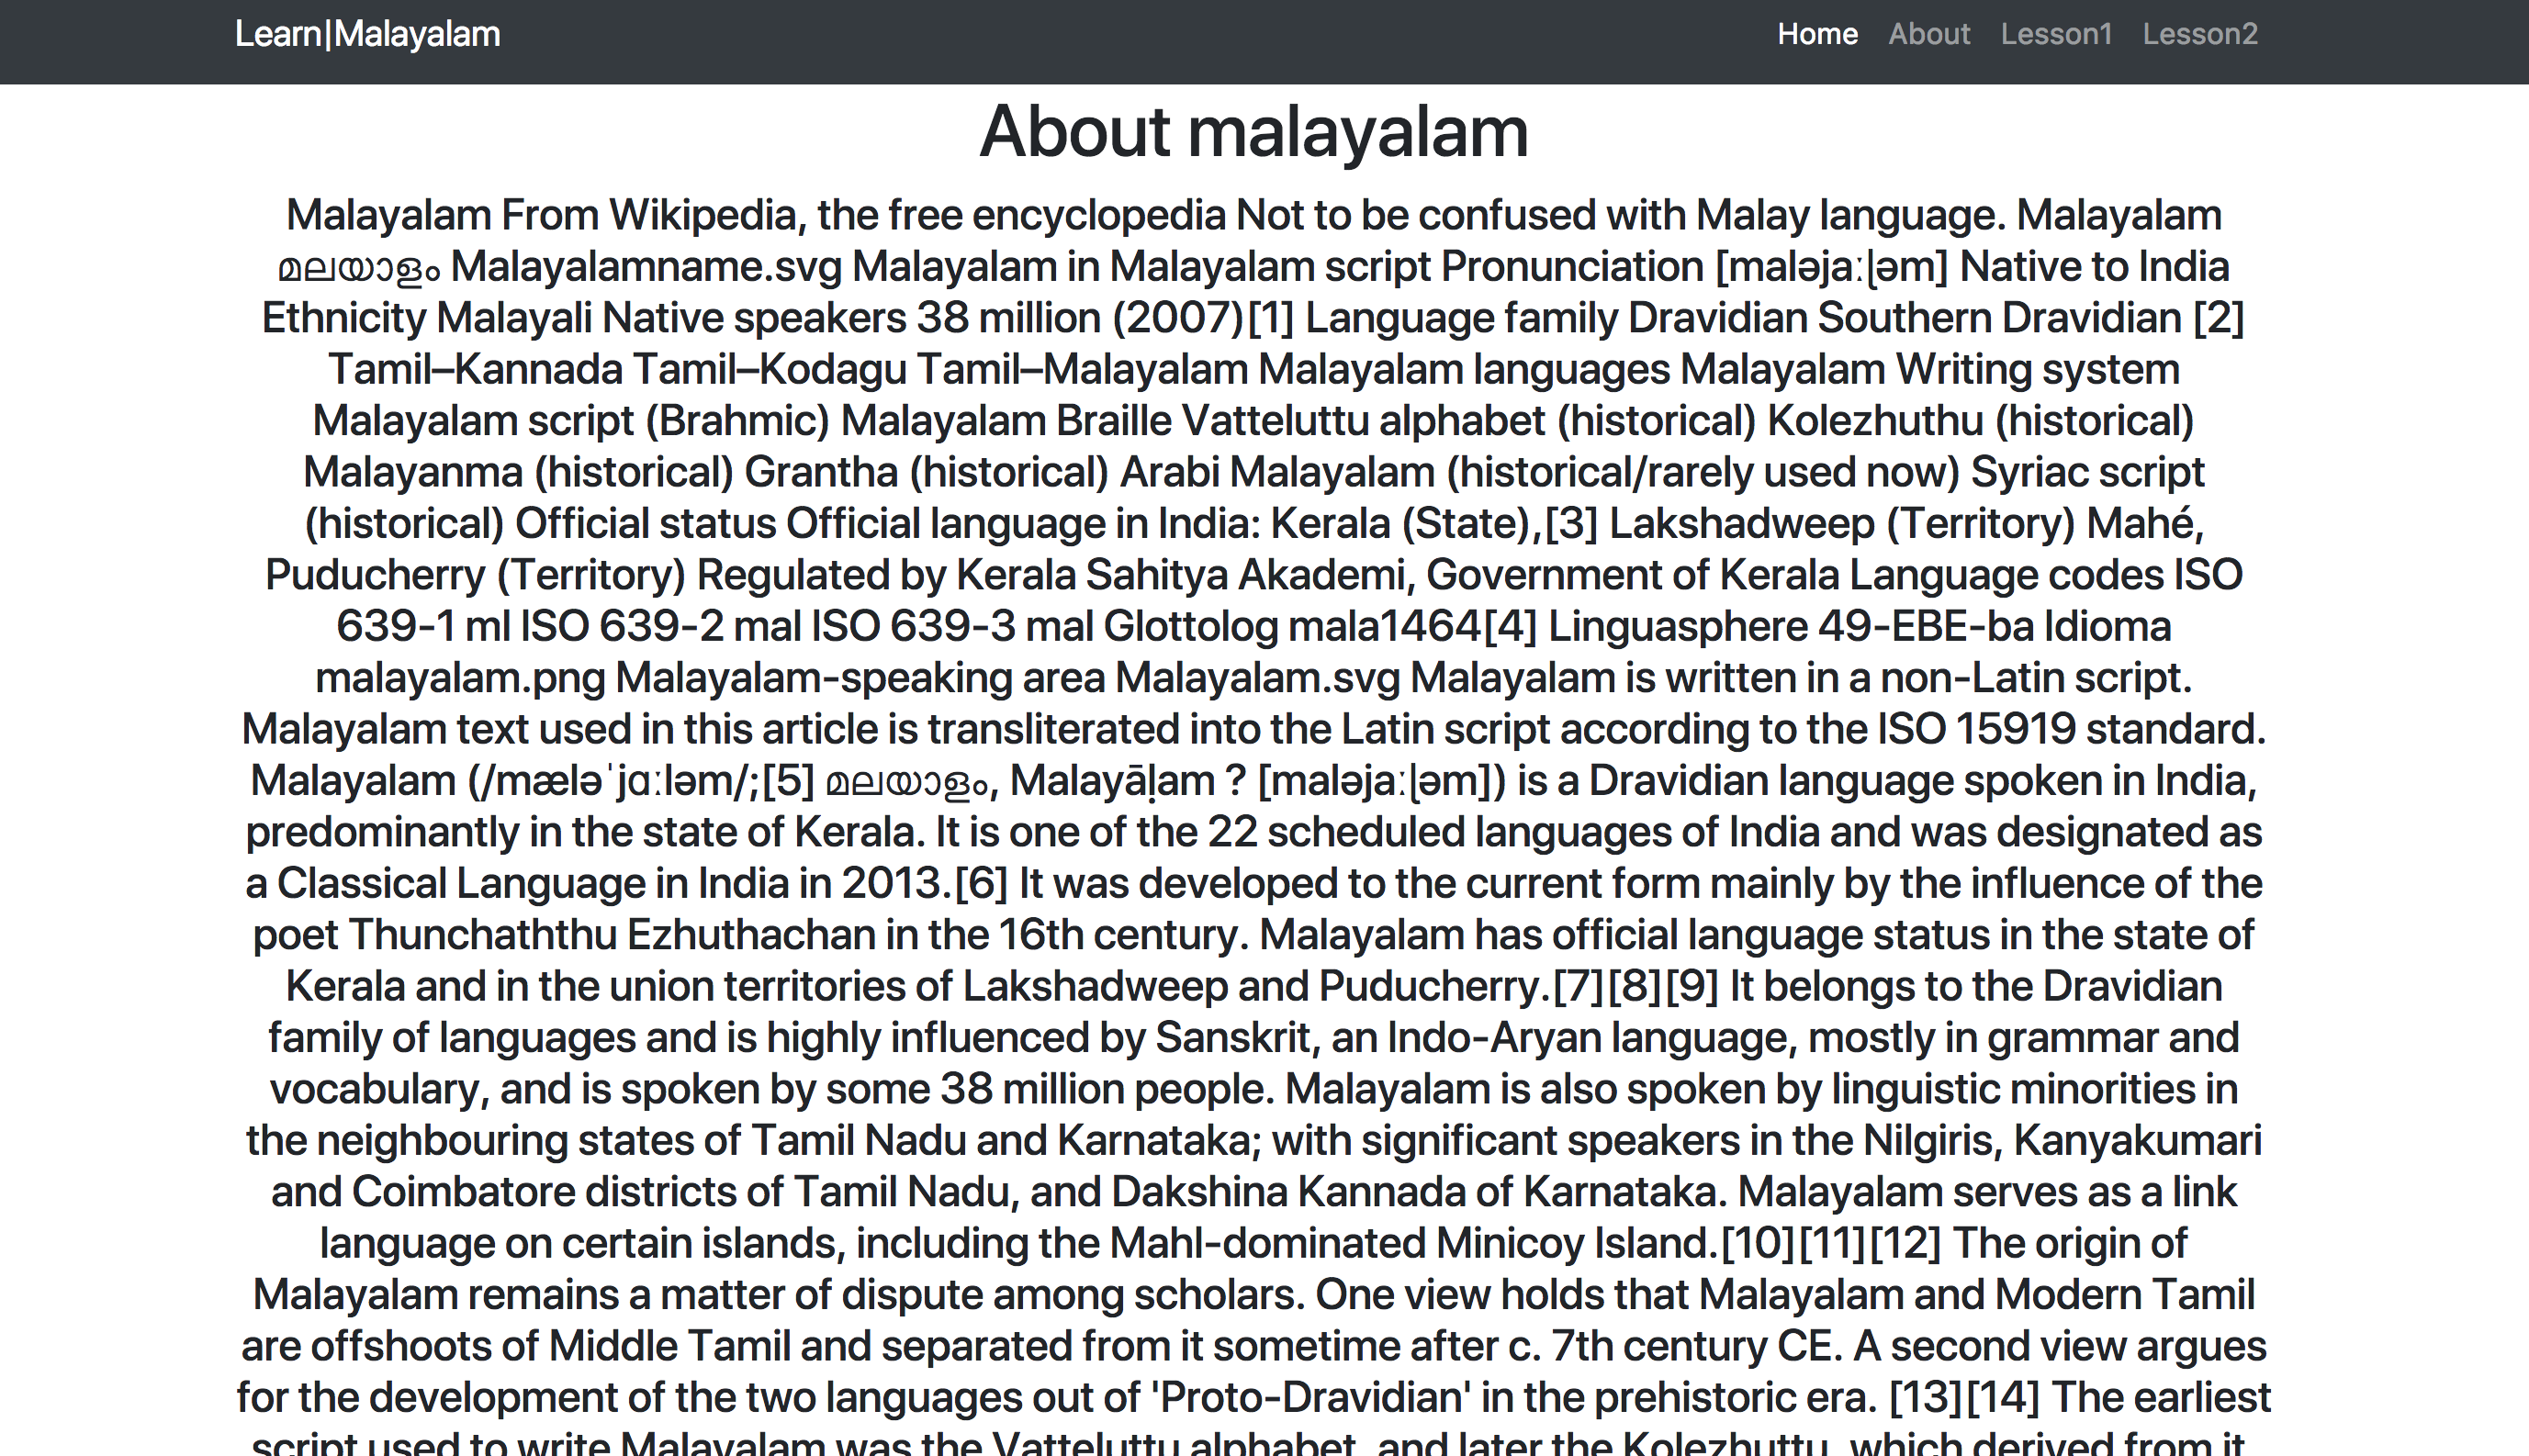 Learn|Malayalam
Home About Lesson1 Lesson2
About malayalam
Malayalam From Wikipedia, the free encyclopedia Not to be confused with Malay language. Malayalam
മലയാളം Malayalamname.svg Malayalam in Malayalam script Pronunciation [maləjaːɭəm] Native to India
Ethnicity Malayali Native speakers 38 million (2007)[1] Language family Dravidian Southern Dravidian [2]
Tamil–Kannada Tamil–Kodagu Tamil–Malayalam Malayalam languages Malayalam Writing system
Malayalam script (Brahmic) Malayalam Braille Vatteluttu alphabet (historical) Kolezhuthu (historical)
Malayanma (historical) Grantha (historical) Arabi Malayalam (historical/rarely used now) Syriac script
(historical) Official status Official language in India: Kerala (State),[3] Lakshadweep (Territory) Mahé,
Puducherry (Territory) Regulated by Kerala Sahitya Akademi, Government of Kerala Language codes ISO
639-1 ml ISO 639-2 mal ISO 639-3 mal Glottolog mala1464[4] Linguasphere 49-EBE-ba Idioma
malayalam.png Malayalam-speaking area Malayalam.svg Malayalam is written in a non-Latin script.
Malayalam text used in this article is transliterated into the Latin script according to the ISO 15919 standard.
Malayalam (/mæləˈjɑːləm/;[5] മലയാളം, Malayāḷam ? [maləjaːɭəm]) is a Dravidian language spoken in India,
predominantly in the state of Kerala. It is one of the 22 scheduled languages of India and was designated as
a Classical Language in India in 2013.[6] It was developed to the current form mainly by the influence of the
poet Thunchaththu Ezhuthachan in the 16th century. Malayalam has official language status in the state of
Kerala and in the union territories of Lakshadweep and Puducherry.[7][8][9] It belongs to the Dravidian
family of languages and is highly influenced by Sanskrit, an Indo-Aryan language, mostly in grammar and
vocabulary, and is spoken by some 38 million people. Malayalam is also spoken by linguistic minorities in
the neighbouring states of Tamil Nadu and Karnataka; with significant speakers in the Nilgiris, Kanyakumari
and Coimbatore districts of Tamil Nadu, and Dakshina Kannada of Karnataka. Malayalam serves as a link
language on certain islands, including the Mahl-dominated Minicoy Island.[10][11][12] The origin of
Malayalam remains a matter of dispute among scholars. One view holds that Malayalam and Modern Tamil
are offshoots of Middle Tamil and separated from it sometime after c. 7th century CE. A second view argues
for the development of the two languages out of 'Proto-Dravidian' in the prehistoric era. [13][14] The earliest
script used to write Malayalam was the Vatteluttu alphabet, and later the Kolezhuttu, which derived from it.